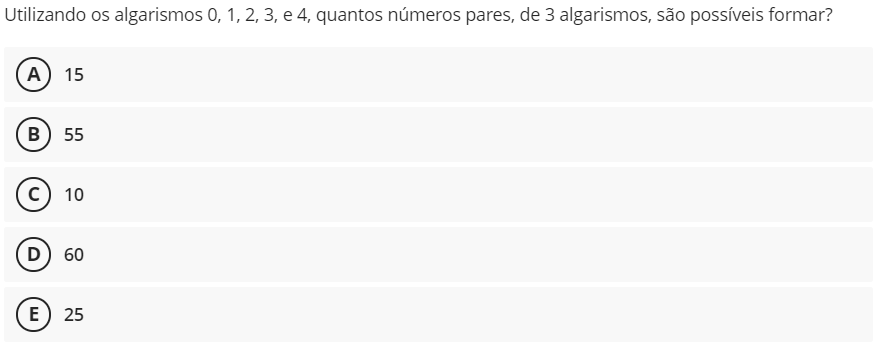 Utilizando os algarismos 0, 1, 2, 3, e 4, quantos números pares, de 3 algarismos, são possíveis formar?
A 15
B 55
C 10
D 60
E 25